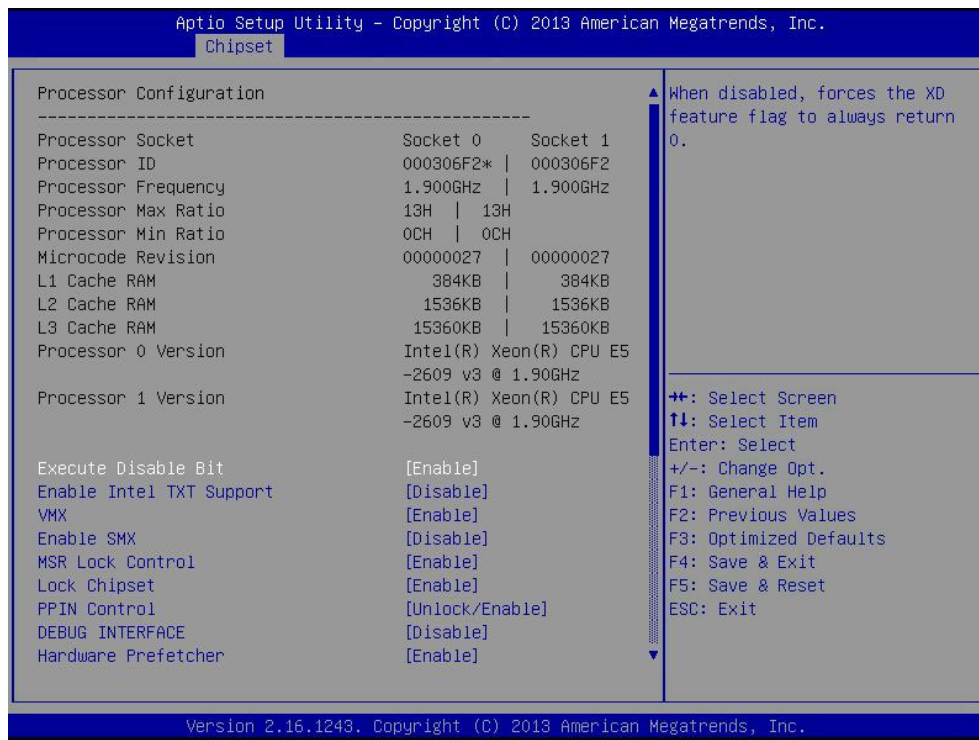 Aptio Setup Utility – Copyright (C) 2013 American Megatrends, Inc.
Chipset
Processor Configuration
--------------------------------------------------
Processor Socket Socket 0 Socket 1
Processor ID 000306F2* | 000306F2
Processor Frequency 1.900GHz | 1.900GHz
Processor Max Ratio 13H | 13H
Processor Min Ratio 0CH | 0CH
Microcode Revision 00000027 | 00000027
L1 Cache RAM 384KB | 384KB
L2 Cache RAM 1536KB | 1536KB
L3 Cache RAM 15360KB | 15360KB
Processor 0 Version Intel(R) Xeon(R) CPU E5
-2609 v3 @ 1.90GHz
Processor 1 Version Intel(R) Xeon(R) CPU E5
-2609 v3 @ 1.90GHz
Execute Disable Bit [Enable]
Enable Intel TXT Support [Disable]
VMX [Enable]
Enable SMX [Disable]
MSR Lock Control [Enable]
Lock Chipset [Enable]
PPIN Control [Unlock/Enable]
DEBUG INTERFACE [Disable]
Hardware Prefetcher [Enable]
When disabled, forces the XD
feature flag to always return
0.
→←: Select Screen
↑↓: Select Item
Enter: Select
+/-: Change Opt.
F1: General Help
F2: Previous Values
F3: Optimized Defaults
F4: Save & Exit
F5: Save & Reset
ESC: Exit
Version 2.16.1243. Copyright (C) 2013 American Megatrends, Inc.